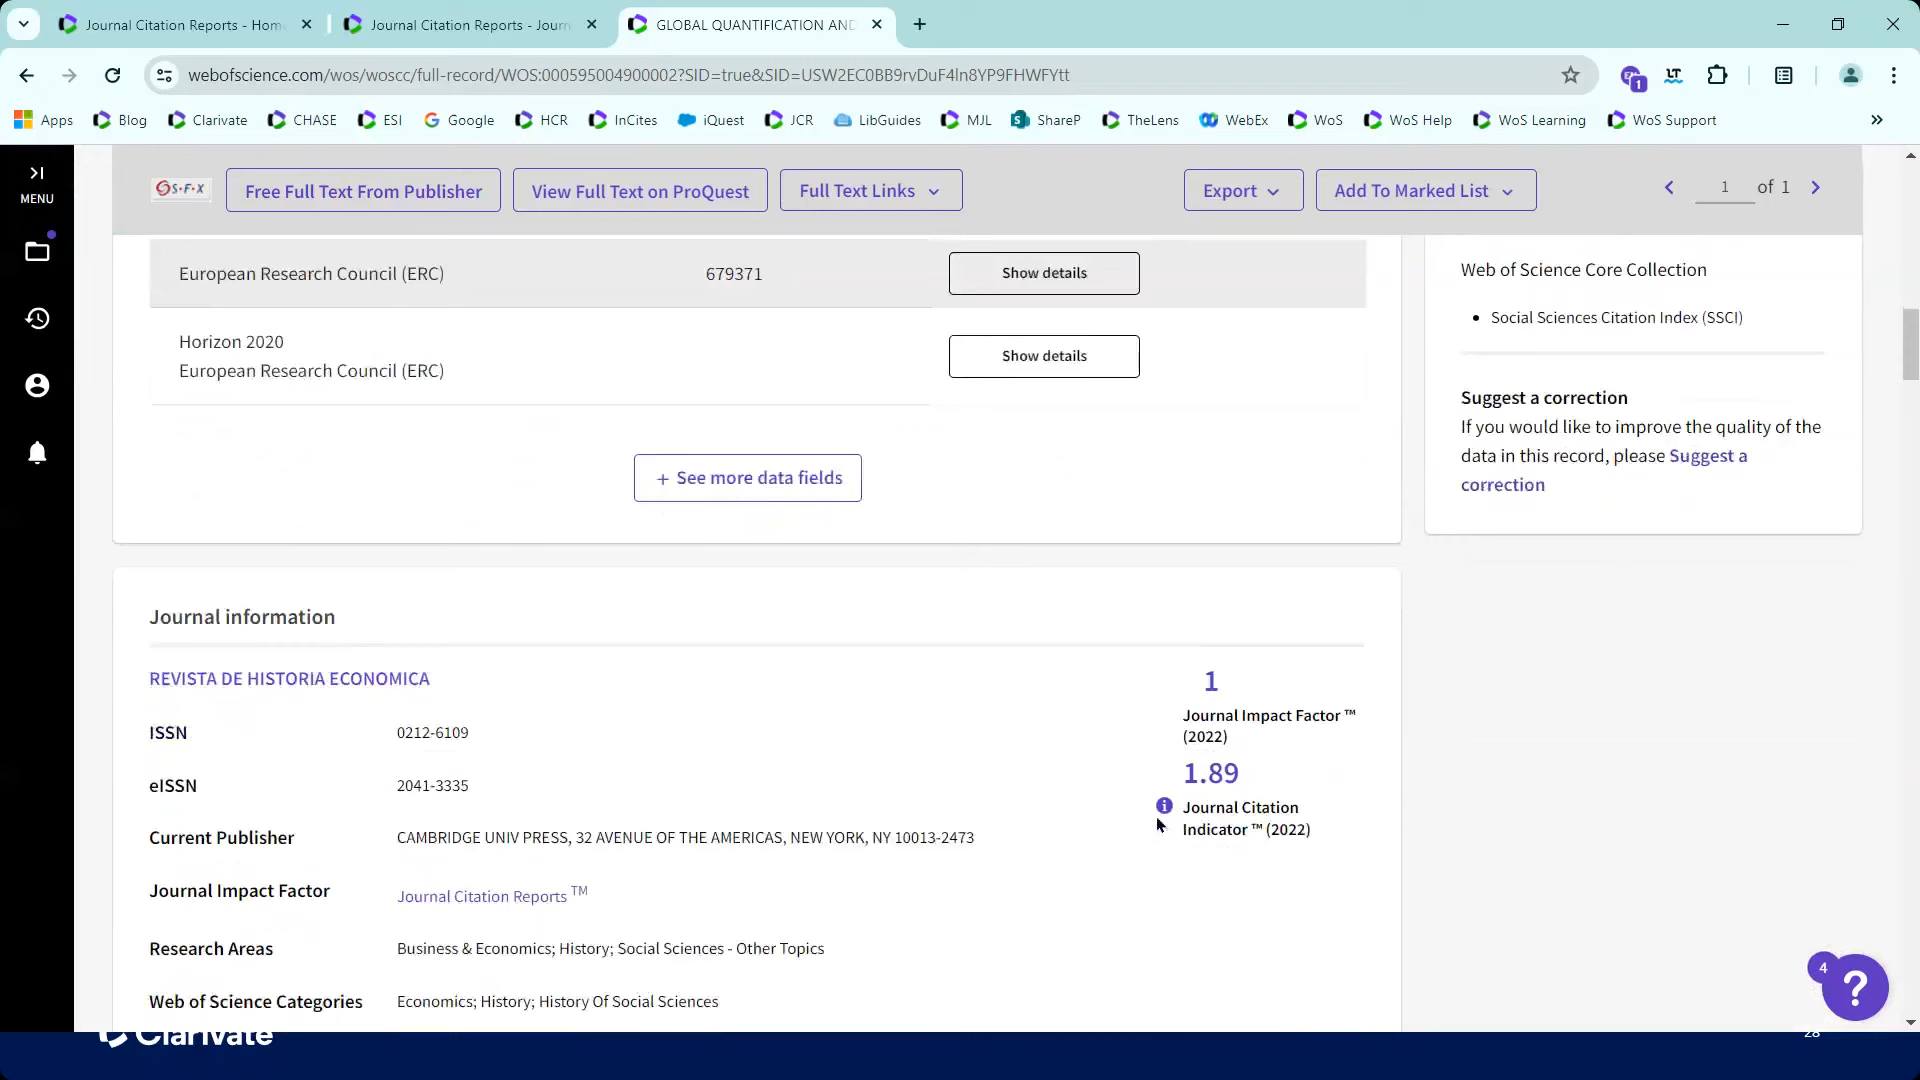 Journal Citation Reports - Hom
Journal Citation Reports - Journ
GLOBAL QUANTIFICATION AND
webofscience.com/wos/woscc/full-record/WOS:000595004900002?SID=true&SID=USW2EC0BB9rvDuF4ln8YP9FHWFYtt
1
LT
Apps
Blog
Clarivate
CHASE
ESI
Google
HCR
InCites
iQuest
JCR
LibGuides
MJL
ShareP
TheLens
WebEx
WoS
WoS Help
WoS Learning
WoS Support
»
MENU
S·F·X
Free Full Text From Publisher
View Full Text on ProQuest
Full Text Links
Export
Add To Marked List
1 of 1
European Research Council (ERC) 679371 Show details
Horizon 2020
European Research Council (ERC)
Show details
+ See more data fields
Web of Science Core Collection
• Social Sciences Citation Index (SSCI)
Suggest a correction
If you would like to improve the quality of the
data in this record, please Suggest a
correction
Journal information
REVISTA DE HISTORIA ECONOMICA
ISSN 0212-6109
eISSN 2041-3335
Current Publisher CAMBRIDGE UNIV PRESS, 32 AVENUE OF THE AMERICAS, NEW YORK, NY 10013-2473
Journal Impact Factor Journal Citation Reports TM
Research Areas Business & Economics; History; Social Sciences - Other Topics
Web of Science Categories Economics; History; History Of Social Sciences
1
Journal Impact Factor ™
(2022)
1.89
Journal Citation
Indicator ™ (2022)
4
?
Clarivate
28